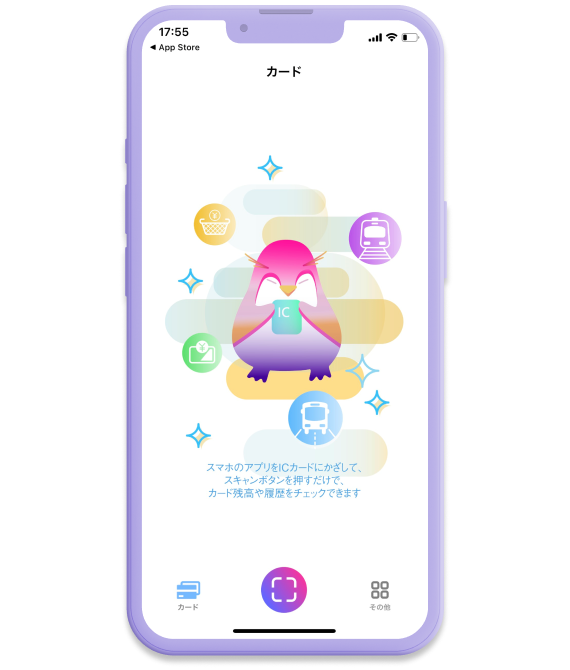 17:55
◀ App Store
カード
¥
IC
¥
スマホのアプリをICカードにかざして、
スキャンボタンを押すだけで、
カード残高や履歴をチェックできます
カード
その他